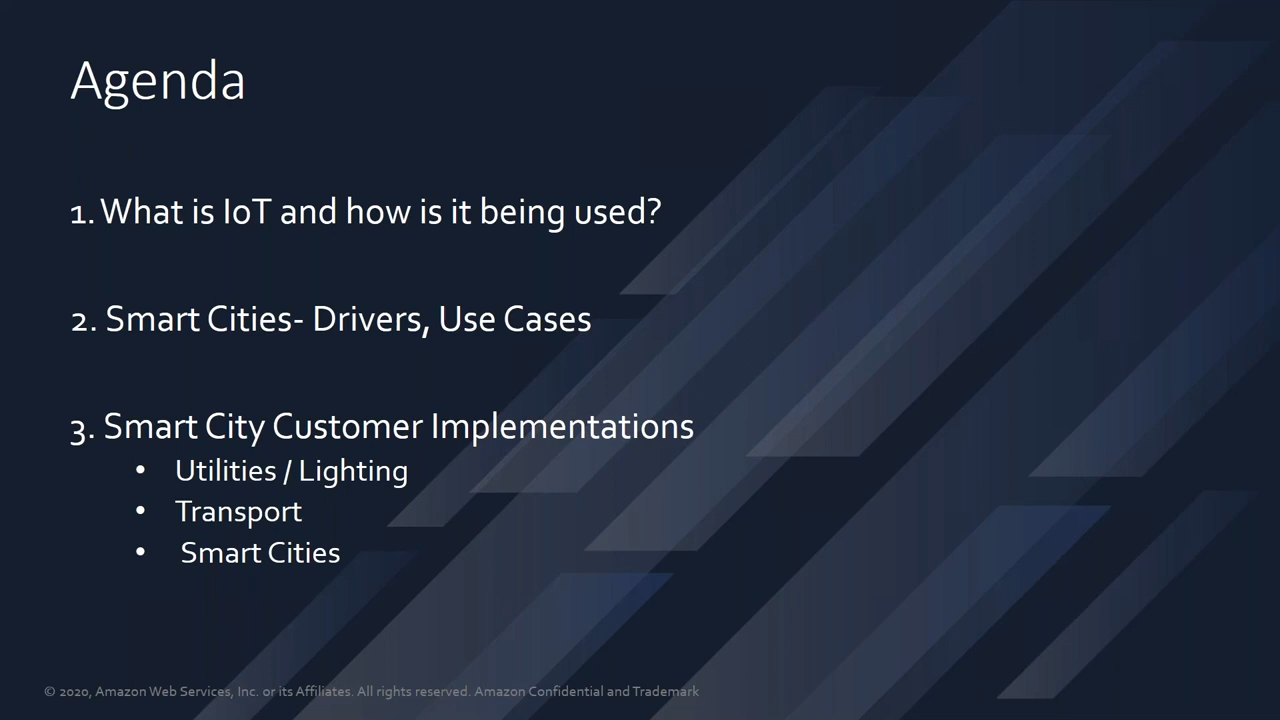 Agenda
1. What is IoT and how is it being used?
2. Smart Cities- Drivers, Use Cases
3. Smart City Customer Implementations
• Utilities / Lighting
• Transport
• Smart Cities
© 2020, Amazon Web Services, Inc. or its Affiliates. All rights reserved. Amazon Confidential and Trademark